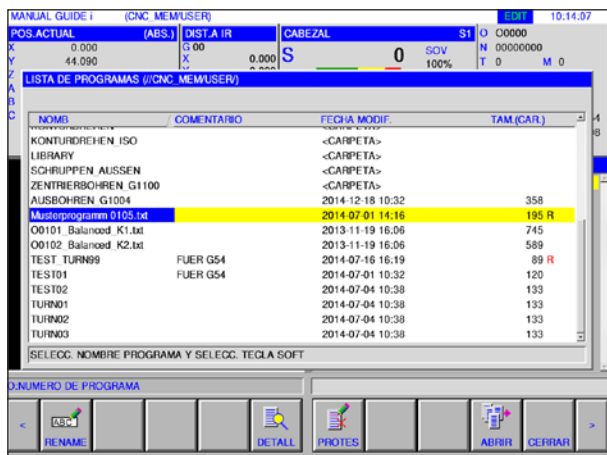 MANUAL GUIDE i (CNC_MEM/USER) EDIT 10:14:07
POS.ACTUAL (ABS.) DIST.A IR CABEZAL S1 O O0000
X 0.000 G 00 N 00000000
Y 44.090 X 0.000 S 0 SOV 100% T 0 M 0
Z
A
B
C
LISTA DE PROGRAMAS (//CNC_MEM/USER/)
NOMB COMENTARIO FECHA MODIF. TAM.(CAR.)
KONTURDREHEN_ISO <CARPETA>
LIBRARY <CARPETA>
SCHRUPPEN_AUSSEN <CARPETA>
ZENTRIERBOHREN_G1100 <CARPETA>
AUSBOHREN_G1004 2014-12-18 10:32 358
Musterprogramm 0105.txt 2014-07-01 14:16 195 R
O0101_Balanced_K1.txt 2013-11-19 16:06 745
O0102_Balanced_K2.txt 2013-11-19 16:06 589
TEST_TURN99 FUER G54 2014-07-16 16:19 89 R
TEST01 FUER G54 2014-07-01 10:32 120
TEST02 2014-07-04 10:38 133
TURN01 2014-07-04 10:38 133
TURN02 2014-07-04 10:38 133
TURN03 2014-07-04 10:38 133
SELECC. NOMBRE PROGRAMA Y SELECC. TECLA SOFT
O:NUMERO DE PROGRAMA
< ABC
RENAME DETALL PROTES ABRIR CERRAR >